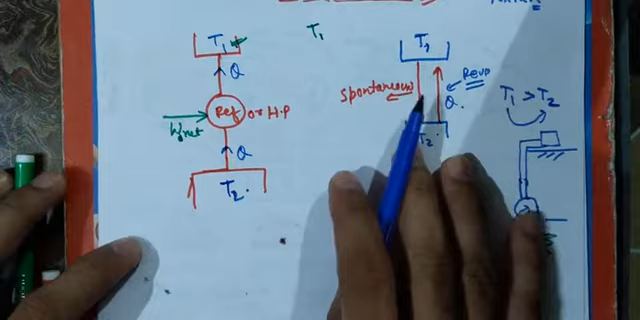 T1
T1
T1
Q
Q
Ref
or H.P
Wnet
Q
T2.
spontaneous
Revp
Q.
T2.
T1 > T2